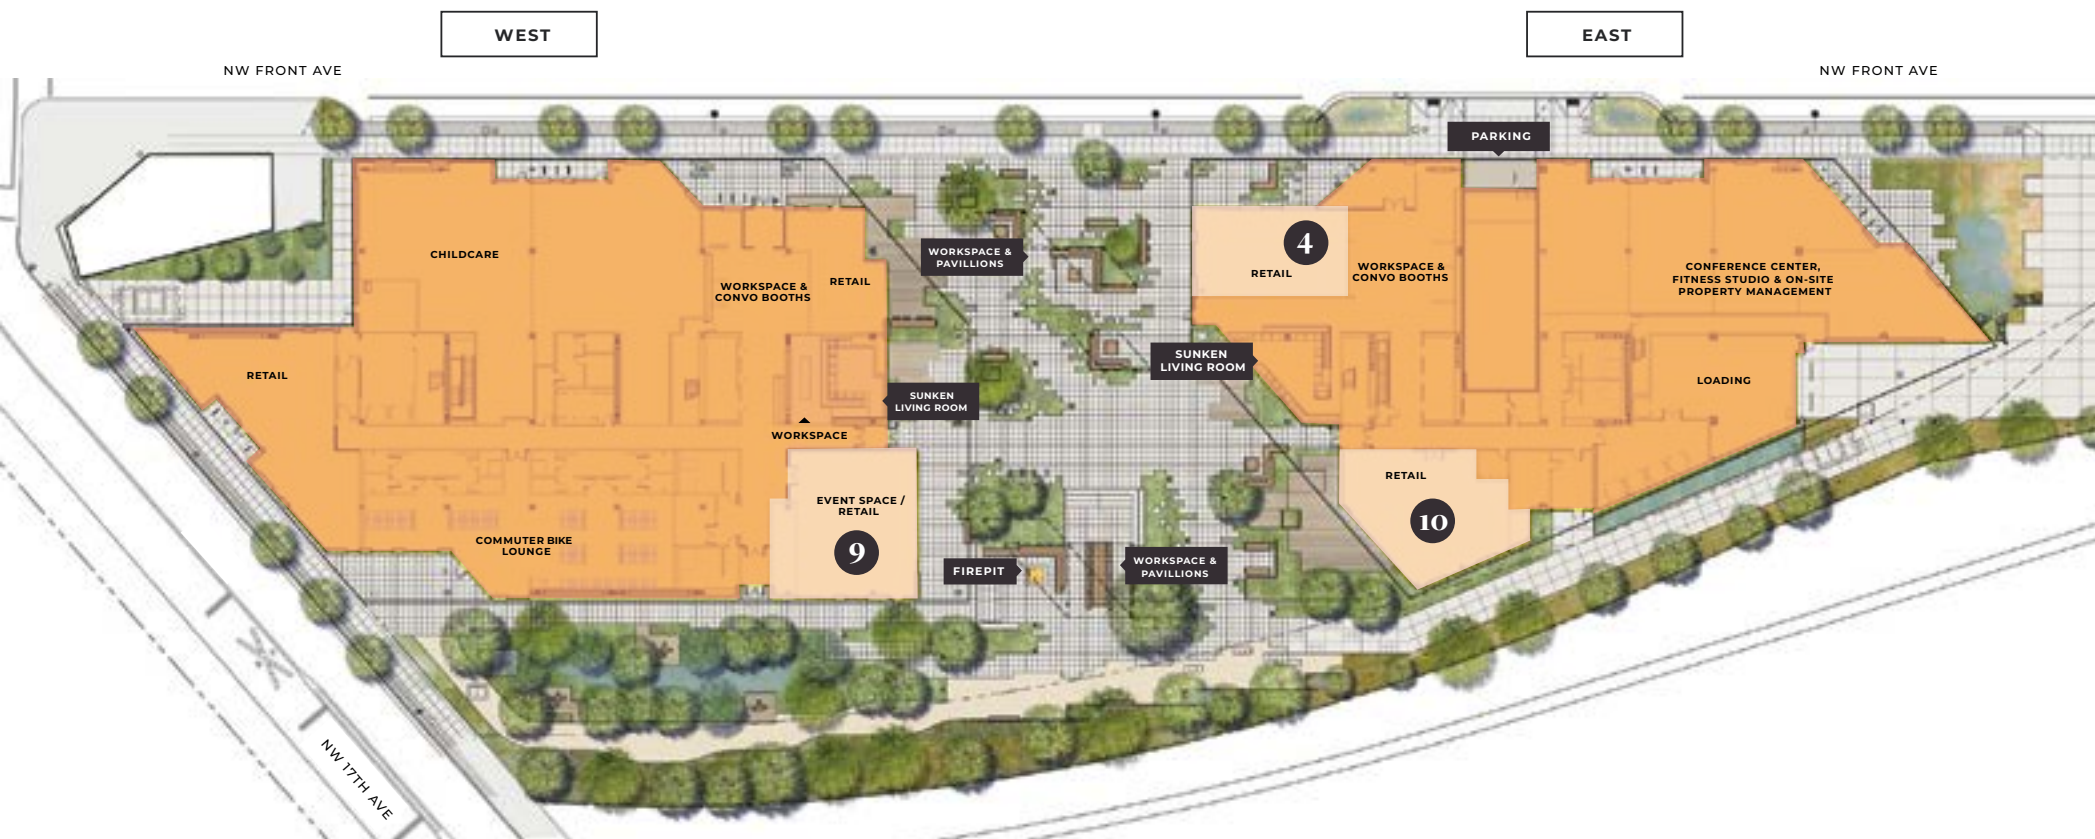 WEST
EAST
NW FRONT AVE
NW FRONT AVE
PARKING
CHILDCARE
WORKSPACE &
CONVO BOOTHS
RETAIL
WORKSPACE &
PAVILLIONS
4
RETAIL
WORKSPACE &
CONVO BOOTHS
CONFERENCE CENTER,
FITNESS STUDIO & ON-SITE
PROPERTY MANAGEMENT
RETAIL
SUNKEN
LIVING ROOM
SUNKEN
LIVING ROOM
LOADING
WORKSPACE
EVENT SPACE /
RETAIL
9
RETAIL
10
COMMUTER BIKE
LOUNGE
FIREPIT
WORKSPACE &
PAVILLIONS
NW 17TH AVE